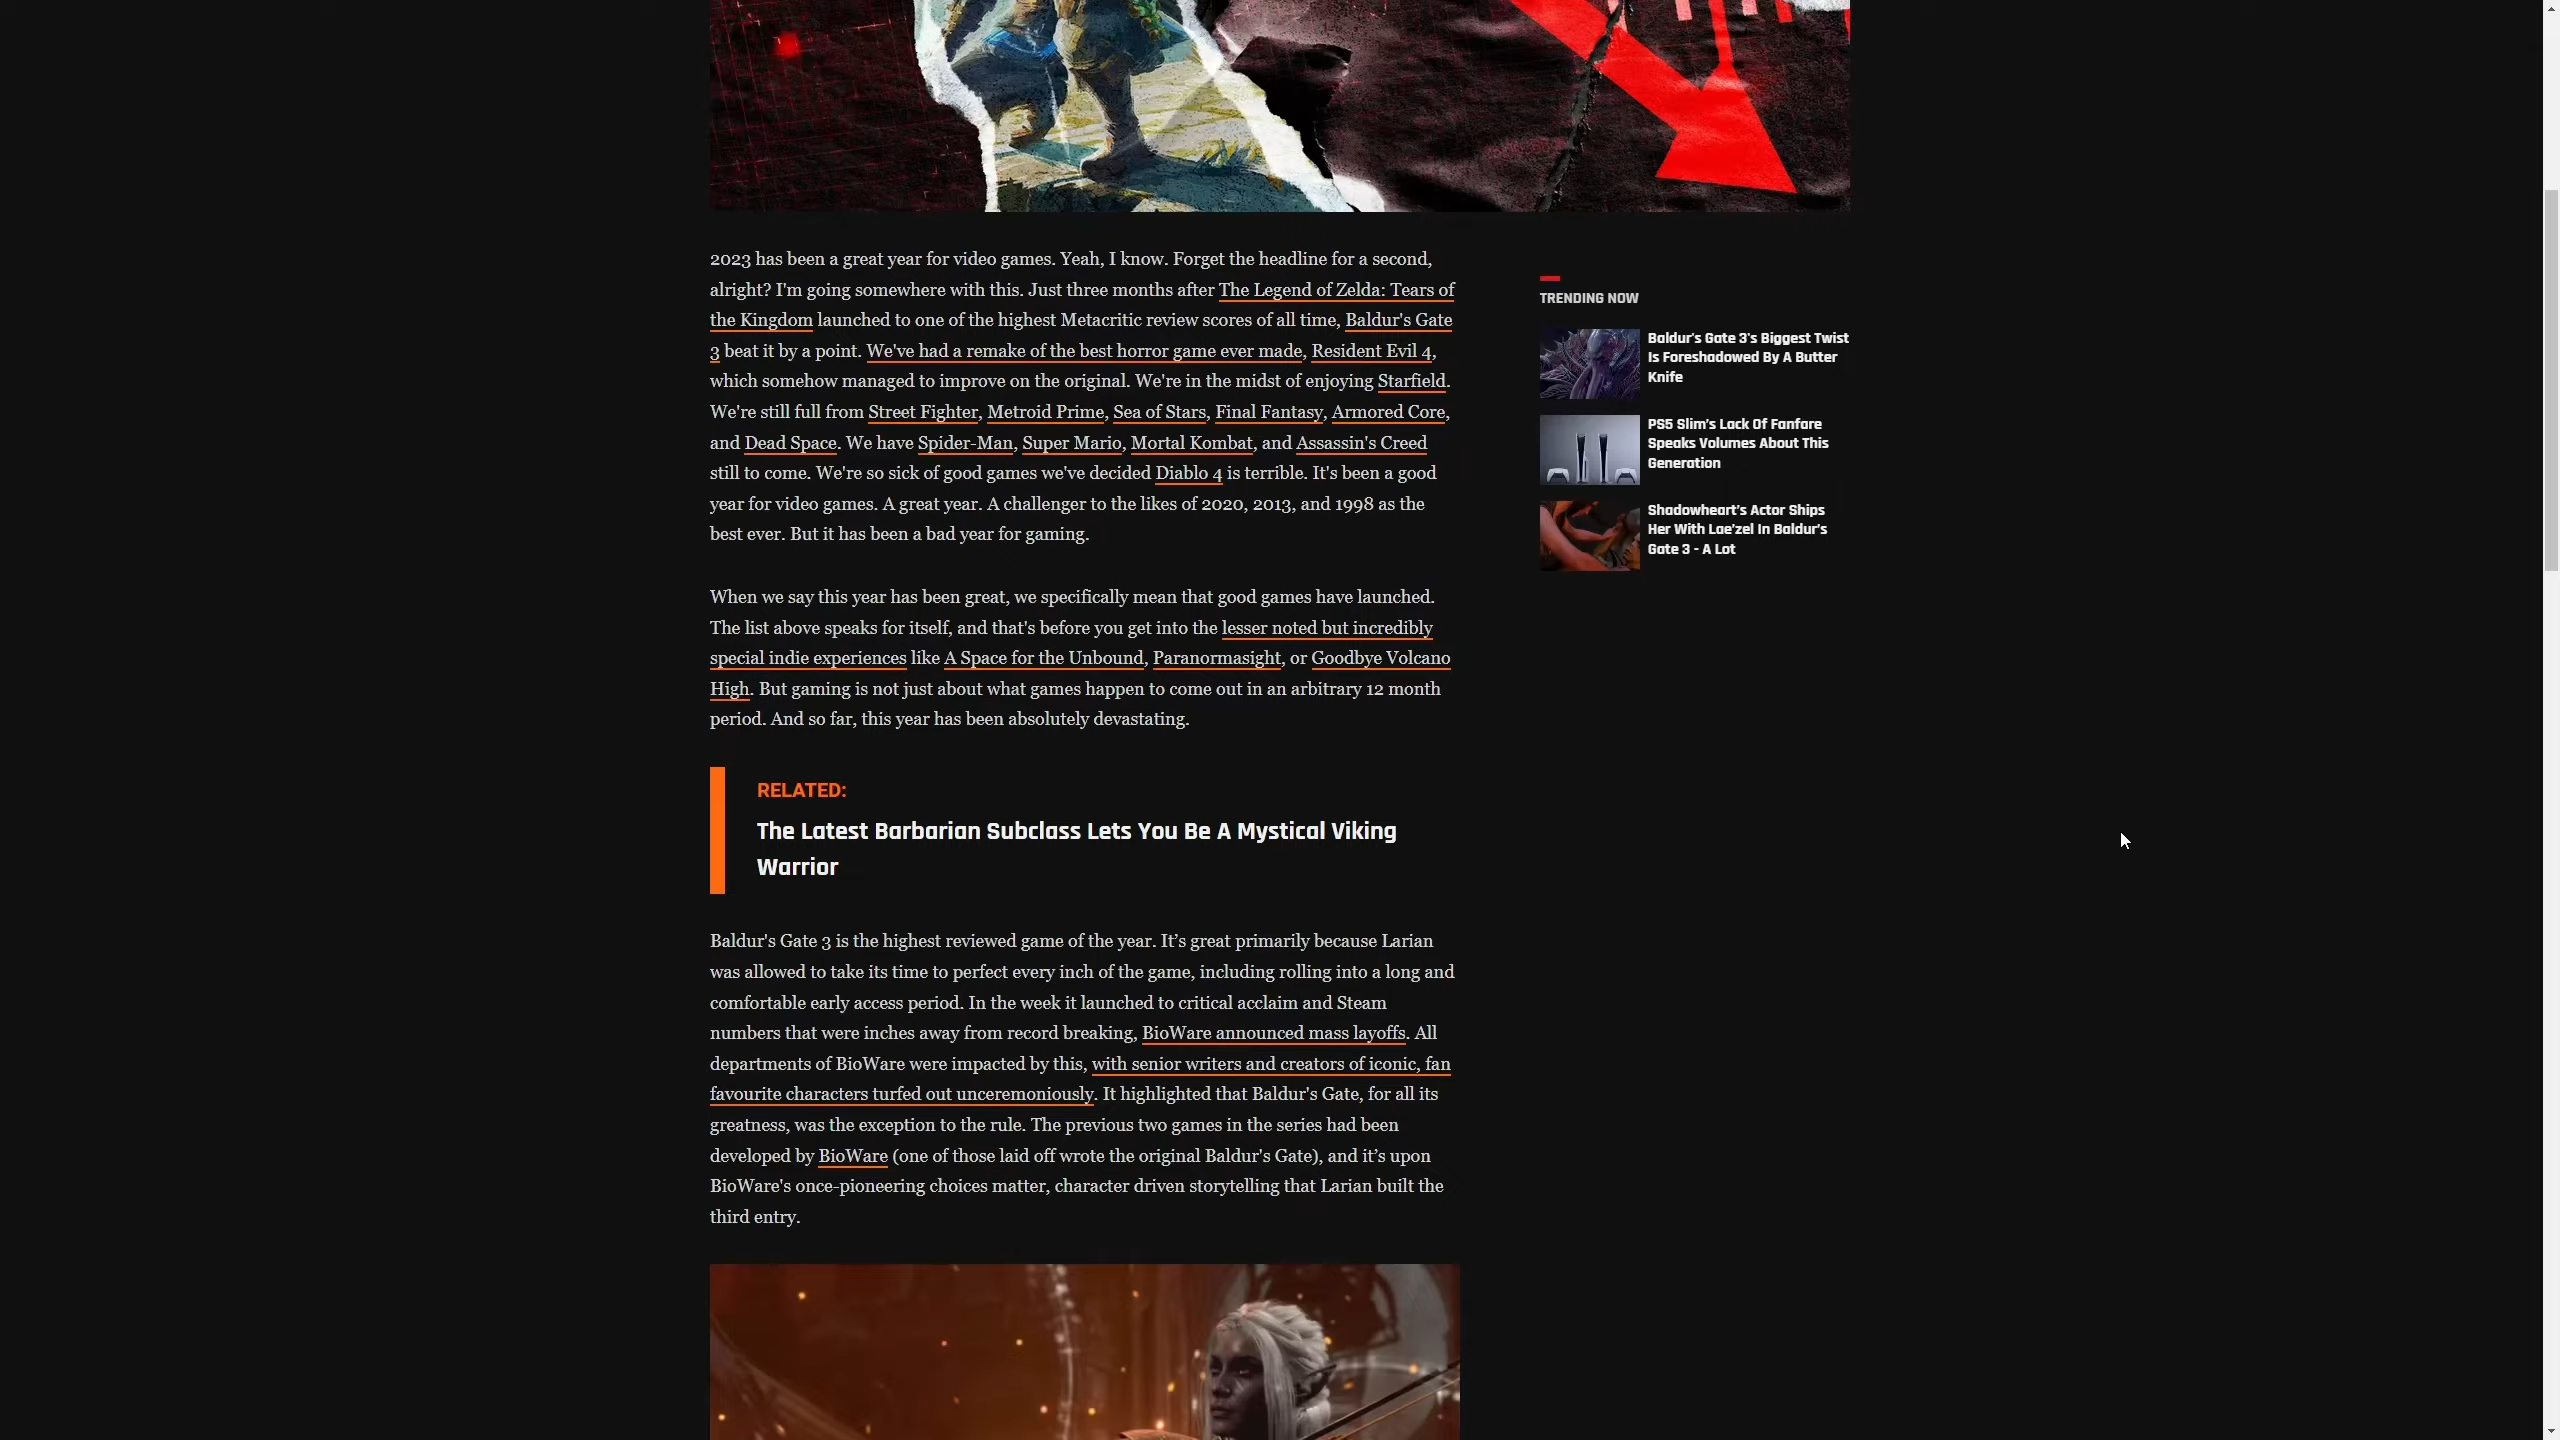 2023 has been a great year for video games. Yeah, I know. Forget the headline for a second,
alright? I'm going somewhere with this. Just three months after The Legend of Zelda: Tears of
the Kingdom launched to one of the highest Metacritic review scores of all time, Baldur's Gate
3 beat it by a point. We've had a remake of the best horror game ever made, Resident Evil 4,
which somehow managed to improve on the original. We're in the midst of enjoying Starfield.
We're still full from Street Fighter, Metroid Prime, Sea of Stars, Final Fantasy, Armored Core,
and Dead Space. We have Spider-Man, Super Mario, Mortal Kombat, and Assassin's Creed
still to come. We're so sick of good games we've decided Diablo 4 is terrible. It's been a good
year for video games. A great year. A challenger to the likes of 2020, 2013, and 1998 as the
best ever. But it has been a bad year for gaming.
When we say this year has been great, we specifically mean that good games have launched.
The list above speaks for itself, and that's before you get into the lesser noted but incredibly
special indie experiences like A Space for the Unbound, Paranormasight, or Goodbye Volcano
High. But gaming is not just about what games happen to come out in an arbitrary 12 month
period. And so far, this year has been absolutely devastating.
RELATED:
The Latest Barbarian Subclass Lets You Be A Mystical Viking
Warrior
Baldur's Gate 3 is the highest reviewed game of the year. It’s great primarily because Larian
was allowed to take its time to perfect every inch of the game, including rolling into a long and
comfortable early access period. In the week it launched to critical acclaim and Steam
numbers that were inches away from record breaking, BioWare announced mass layoffs. All
departments of BioWare were impacted by this, with senior writers and creators of iconic, fan
favourite characters turfed out unceremoniously. It highlighted that Baldur's Gate, for all its
greatness, was the exception to the rule. The previous two games in the series had been
developed by BioWare (one of those laid off wrote the original Baldur's Gate), and it’s upon
BioWare's once-pioneering choices matter, character driven storytelling that Larian built the
third entry.
TRENDING NOW
Baldur's Gate 3's Biggest Twist
Is Foreshadowed By A Butter
Knife
PS5 Slim’s Lack Of Fanfare
Speaks Volumes About This
Generation
Shadowheart’s Actor Ships
Her With Lae’zel In Baldur’s
Gate 3 - A Lot